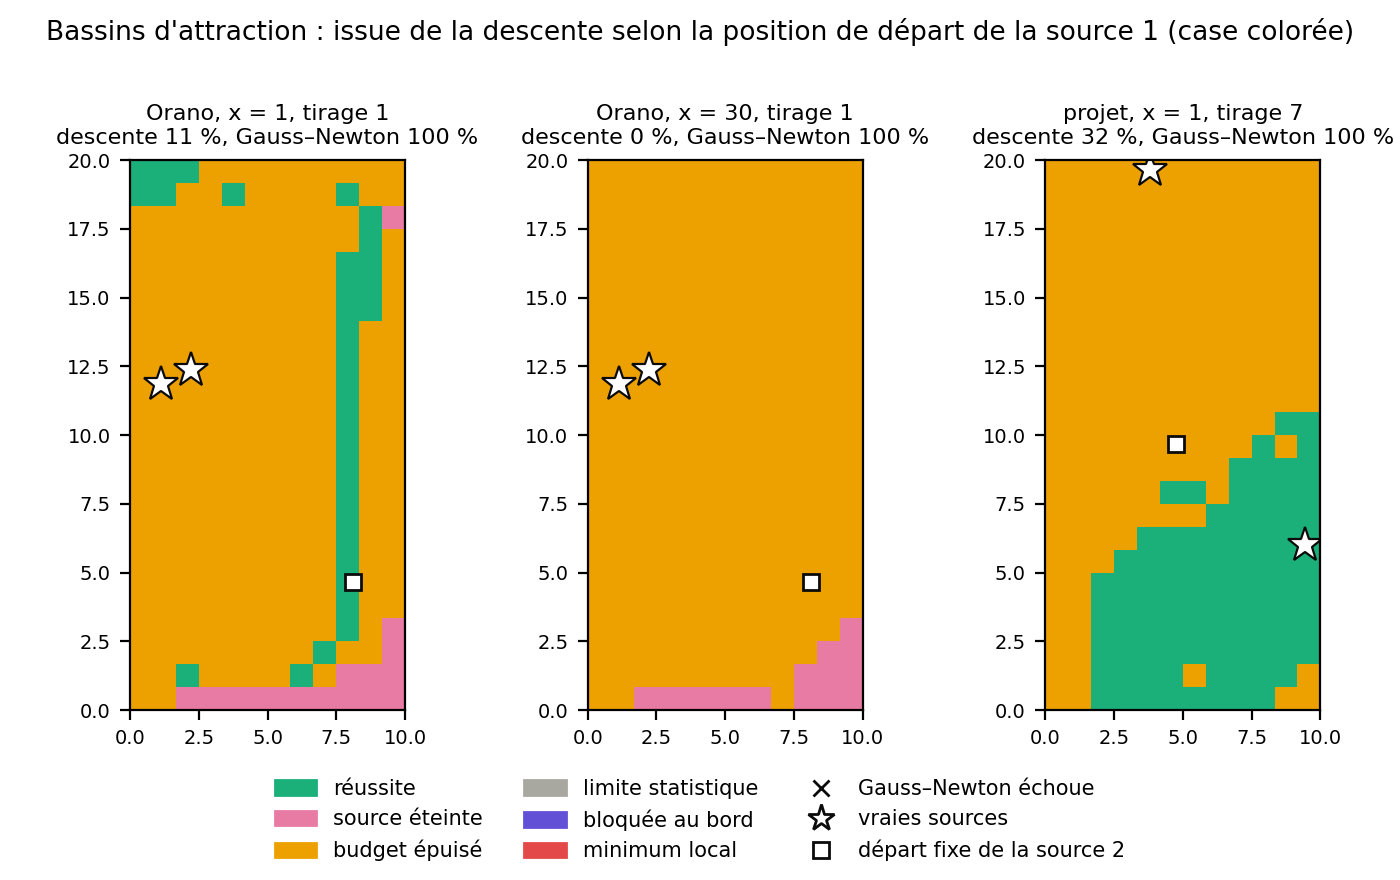 Bassins d'attraction : issue de la descente selon la position de départ de la source 1 (case colorée)
Orano, x = 1, tirage 1
descente 11 %, Gauss–Newton 100 %
20.0
17.5
15.0
12.5
10.0
7.5
5.0
2.5
0.0
0.0 2.5 5.0 7.5 10.0
Orano, x = 30, tirage 1
descente 0 %, Gauss–Newton 100 %
20.0
17.5
15.0
12.5
10.0
7.5
5.0
2.5
0.0
0.0 2.5 5.0 7.5 10.0
projet, x = 1, tirage 7
descente 32 %, Gauss–Newton 100 %
20.0
17.5
15.0
12.5
10.0
7.5
5.0
2.5
0.0
0.0 2.5 5.0 7.5 10.0
réussite
source éteinte
budget épuisé
limite statistique
bloquée au bord
minimum local
Gauss–Newton échoue
vraies sources
départ fixe de la source 2